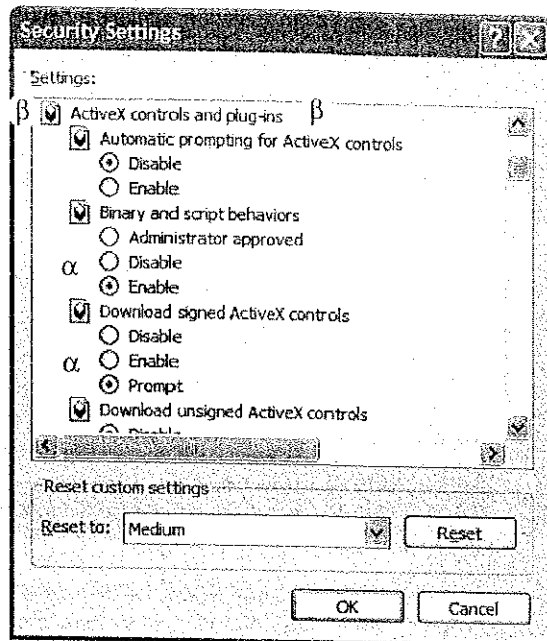 Security Settings
Settings:
β ActiveX controls and plug-ins β
Automatic prompting for ActiveX controls
Disable
Enable
Binary and script behaviors
Administrator approved
α Disable
Enable
Download signed ActiveX controls
Disable
α Enable
Prompt
Download unsigned ActiveX controls
Disable
Reset custom settings
Reset to: Medium Reset
OK Cancel